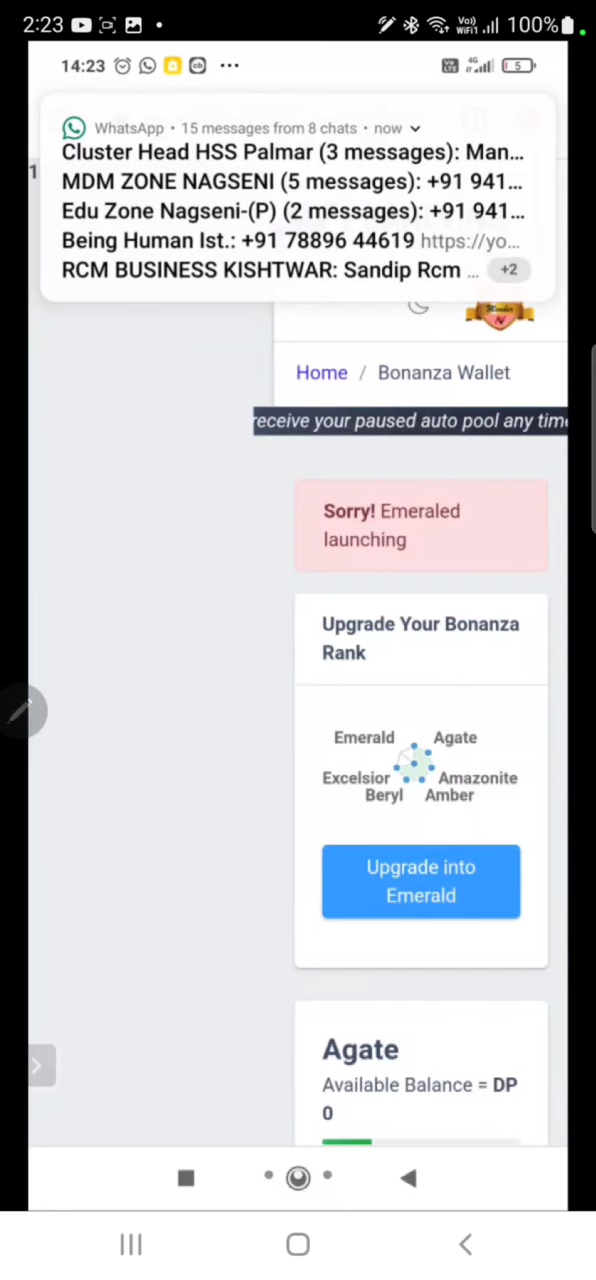 2:23 100%
14:23 5
WhatsApp • 15 messages from 8 chats • now
Cluster Head HSS Palmar (3 messages): Man...
MDM ZONE NAGSENI (5 messages): +91 941...
Edu Zone Nagseni-(P) (2 messages): +91 941...
Being Human Ist.: +91 78896 44619 https://yo...
RCM BUSINESS KISHTWAR: Sandip Rcm ... +2
1
Member
Home / Bonanza Wallet
receive your paused auto pool any time
Sorry! Emeraled
launching
Upgrade Your Bonanza
Rank
Emerald Agate
Excelsior Amazonite
Beryl Amber
Upgrade into
Emerald
Agate
Available Balance = DP
0